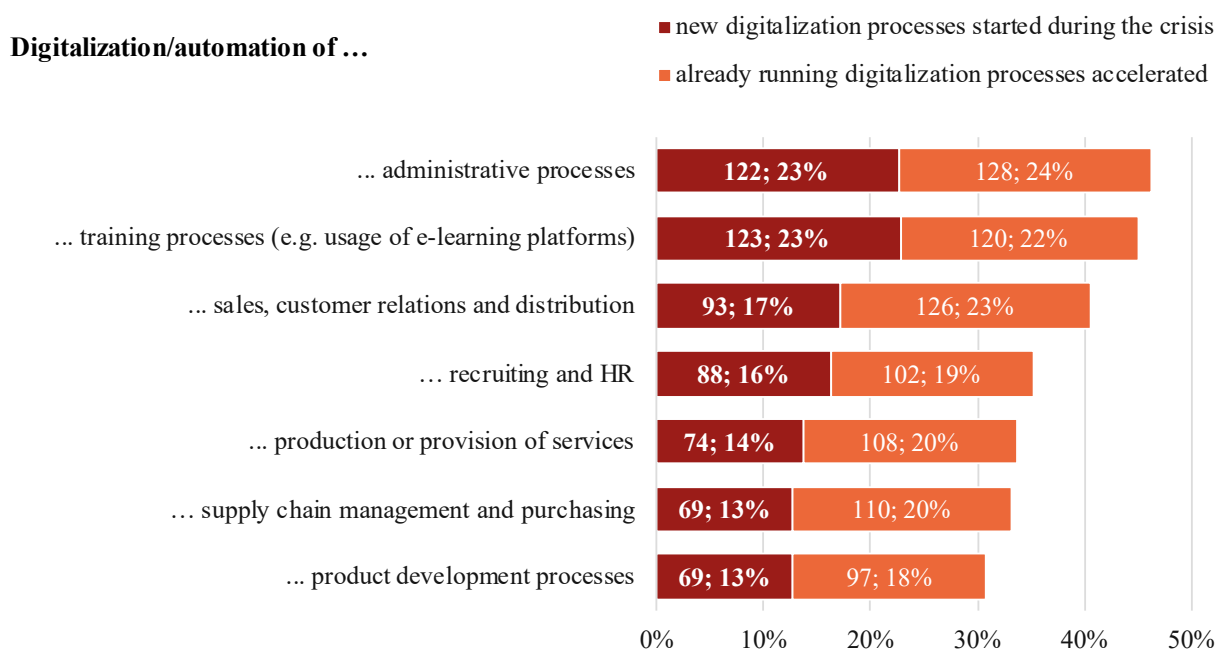 Digitalization/automation of …
new digitalization processes started during the crisis
already running digitalization processes accelerated
... administrative processes
122; 23%
128; 24%
... training processes (e.g. usage of e-learning platforms)
123; 23%
120; 22%
... sales, customer relations and distribution
93; 17%
126; 23%
… recruiting and HR
88; 16%
102; 19%
... production or provision of services
74; 14%
108; 20%
… supply chain management and purchasing
69; 13%
110; 20%
... product development processes
69; 13%
97; 18%
0%
10%
20%
30%
40%
50%